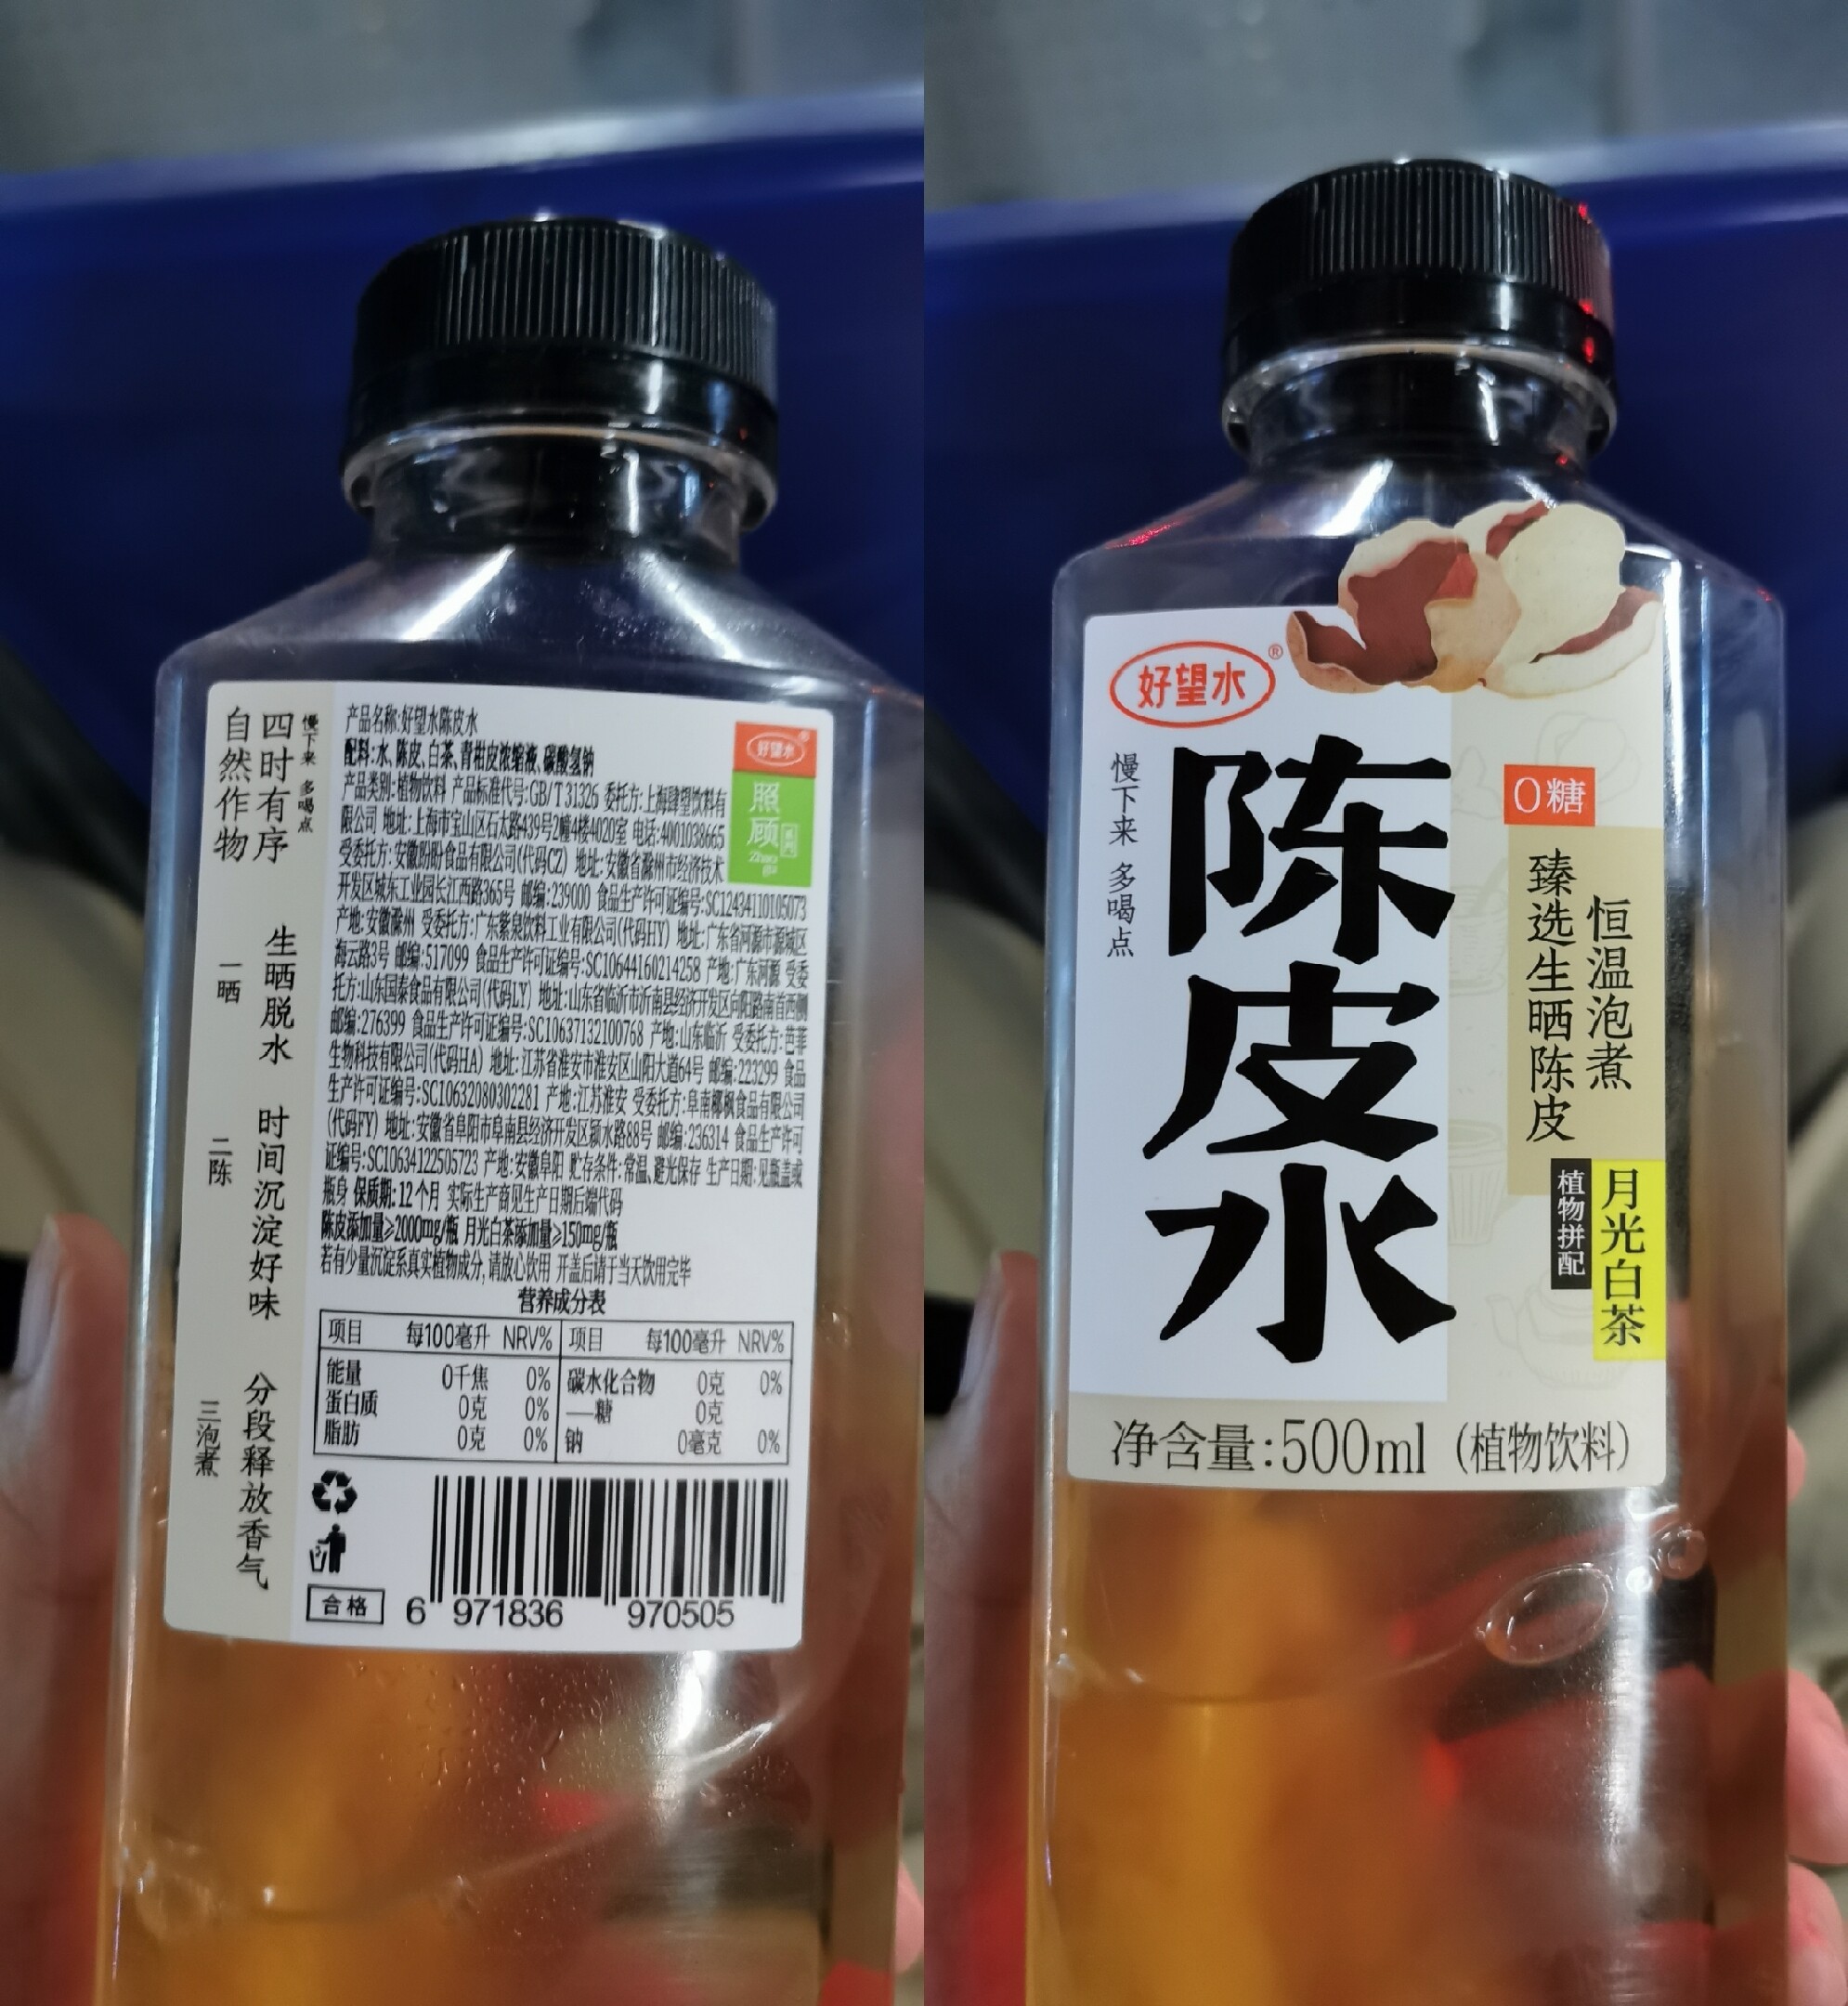 慢下来 多喝点
四时有序
自然作物
生晒脱水
一晒
时间沉淀好味
二陈
分段释放香气
三泡煮
产品名称:好望水陈皮水
配料:水、陈皮、白茶、青柑皮浓缩液、碳酸氢钠
产品类别:植物饮料 产品标准代号:GB/T 31326 委托方:上海肆望饮料有
限公司 地址:上海市宝山区石太路439号2幢4楼4020室 电话:4001038665
受委托方:安徽盼盼食品有限公司(代码CZ) 地址:安徽省滁州市经济技术
开发区城东工业园长江西路365号 邮编:239000 食品生产许可证编号:SC12434110105073
产地:安徽滁州 受委托方:广东紫泉饮料工业有限公司(代码HY) 地址:广东省河源市源城区
海云路3号 邮编:517099 食品生产许可证编号:SC10644160214258 产地:广东河源 受委
托方:山东国泰食品有限公司(代码LY) 地址:山东省临沂市沂南县经济开发区向阳路南首西侧
邮编:276399 食品生产许可证编号:SC10637132100768 产地:山东临沂 受委托方:芭菲
生物科技有限公司(代码HA) 地址:江苏省淮安市淮安区山阳大道64号 邮编:223299 食品
生产许可证编号:SC10632080302281 产地:江苏淮安 受委托方:阜南椰枫食品有限公司
(代码FY) 地址:安徽省阜阳市阜南县经济开发区颍水路88号 邮编:236314 食品生产许可
证编号:SC10634122505723 产地:安徽阜阳 贮存条件:常温、避光保存 生产日期:见瓶盖或
瓶身 保质期:12个月 实际生产商见生产日期后端代码
陈皮添加量≥2000mg/瓶 月光白茶添加量≥150mg/瓶
若有少量沉淀系真实植物成分,请放心饮用 开盖后请于当天饮用完毕
好望水®
照顾
系列
Zhao gu
营养成分表
项目 每100毫升 NRV% 项目 每100毫升 NRV%
能量 0千焦 0% 碳水化合物 0克 0%
蛋白质 0克 0% —糖 0克
脂肪 0克 0% 钠 0毫克 0%
合格
6 971836 970505
好望水®
慢下来 多喝点
陈皮水
0糖
恒温泡煮
臻选生晒陈皮
月光白茶
植物拼配
净含量:500ml (植物饮料)